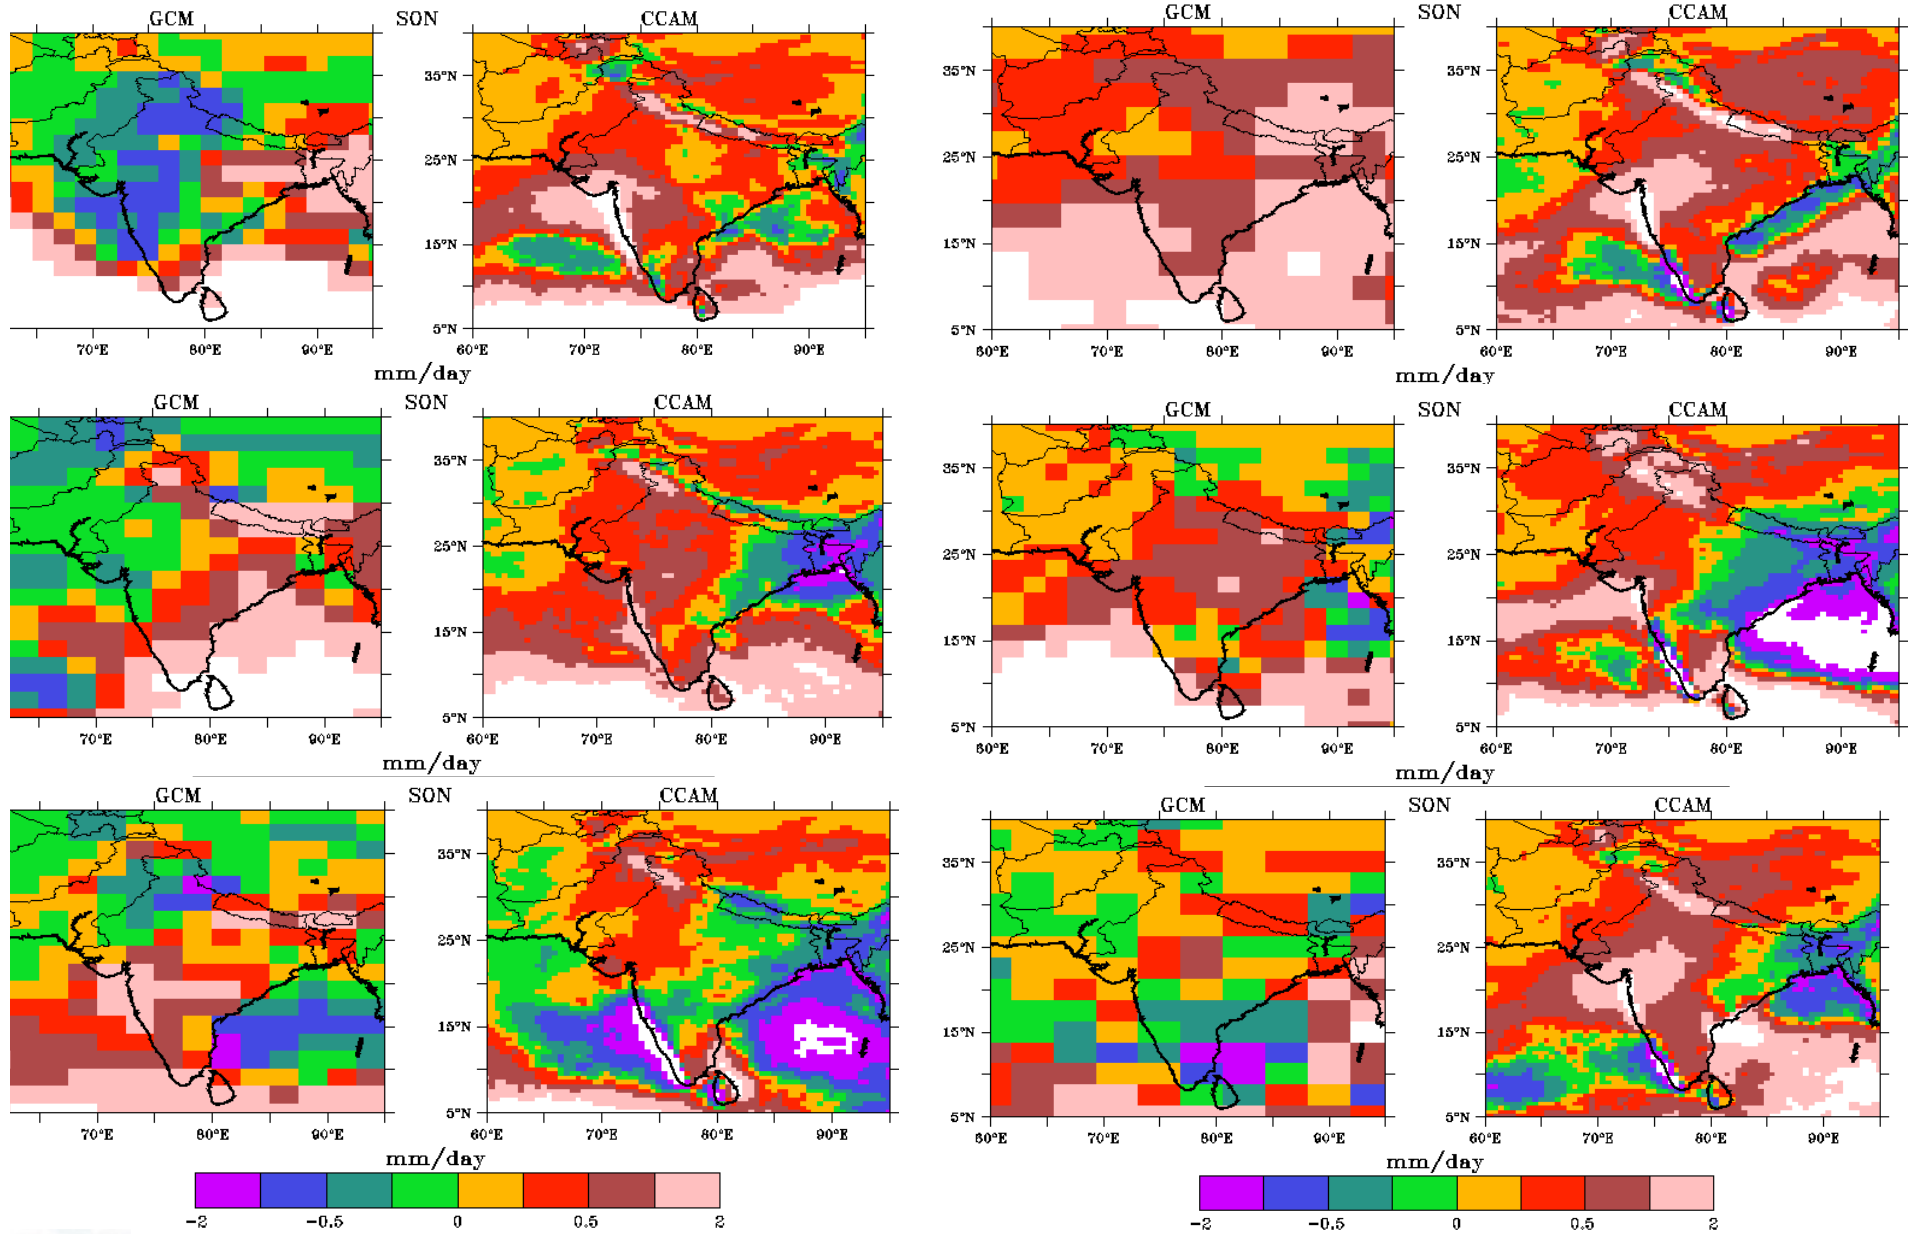 GCM SON CCAM GCM SON CCAM
35°N 35°N 35°N
25°N 25°N 25°N
15°N 15°N 15°N
5°N 5°N 5°N
70°E 80°E 90°E 60°E 70°E 80°E 90°E 60°E 70°E 80°E 90°E 60°E 70°E 80°E 90°E
mm/day mm/day
GCM SON CCAM GCM SON CCAM
35°N 35°N 35°N
25°N 25°N 25°N
15°N 15°N 15°N
5°N 5°N 5°N
70°E 80°E 90°E 60°E 70°E 80°E 90°E 60°E 70°E 80°E 90°E 60°E 70°E 80°E 90°E
mm/day mm/day
GCM SON CCAM GCM SON CCAM
35°N 35°N 35°N
25°N 25°N 25°N
15°N 15°N 15°N
5°N 5°N 5°N
70°E 80°E 90°E 60°E 70°E 80°E 90°E 60°E 70°E 80°E 90°E 60°E 70°E 80°E 90°E
mm/day mm/day
-2 -0.5 0 0.5 2 -2 -0.5 0 0.5 2